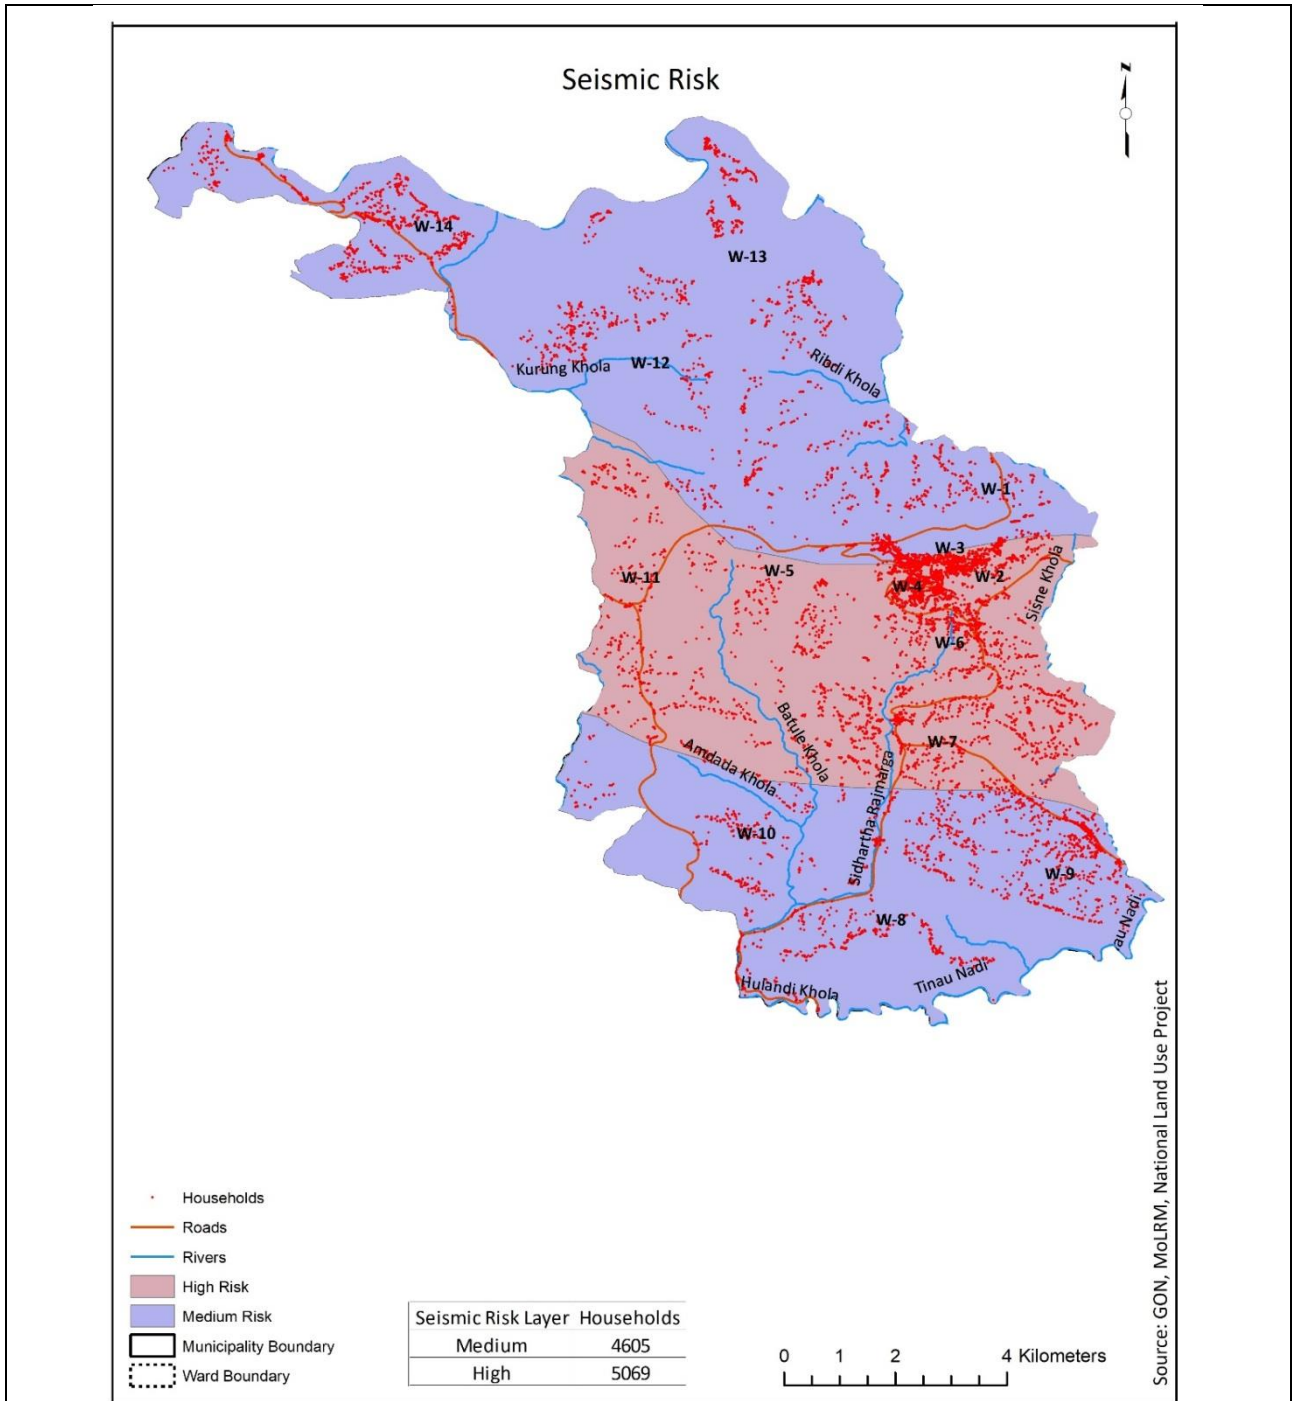 Seismic Risk
z
W-14
W-13
Ribdi Khola
Kurung Khola
W-12
W-1
W-3
Sisne Khola
W-5
W-11
W-2
W-4
W-6
Batule Khola
W-7
Amdada Khola
Sidhartha Rajmarga
W-10
W-9
au Nadi
W-8
Tinau Nadi
Hulandi Khola
Source: GON, MoLRM, National Land Use Project
Households
Roads
Rivers
High Risk
Medium Risk
Municipality Boundary
Ward Boundary
Seismic Risk Layer Households
Medium 4605
High 5069
0 1 2 4 Kilometers